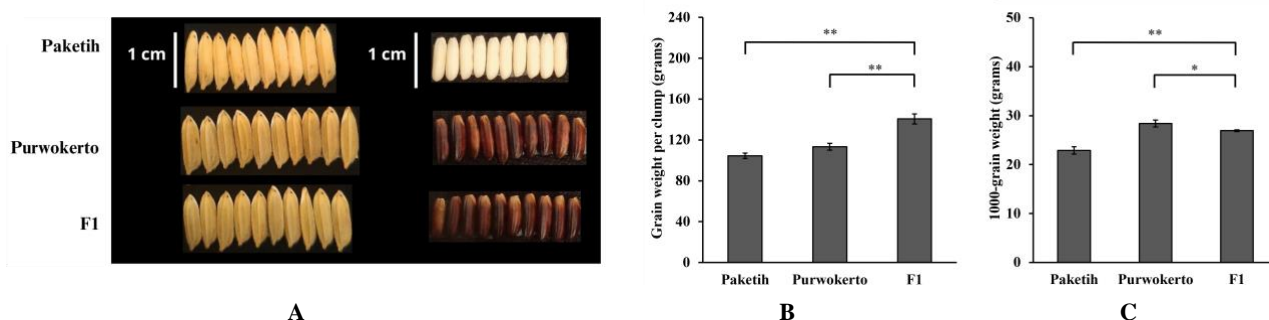 Paketih
1 cm
1 cm
Purwokerto
F1
A
Grain weight per clump (grams)
240
200
160
120
80
40
0
**
**
Paketih Purwokerto F1
B
1000-grain weight (grams)
50
40
30
20
10
0
**
*
Paketih Purwokerto F1
C